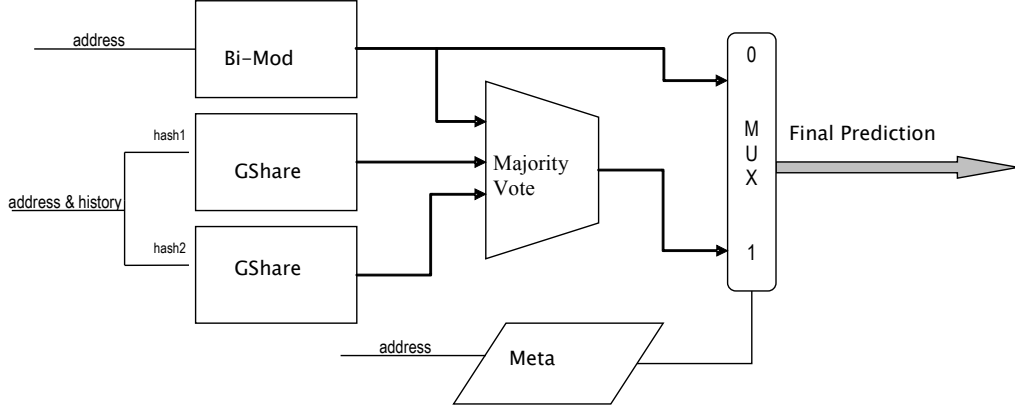 address
Bi-Mod
0
hash1
GShare
Majority
Vote
M
U
X
Final Prediction
address & history
hash2
GShare
1
address
Meta